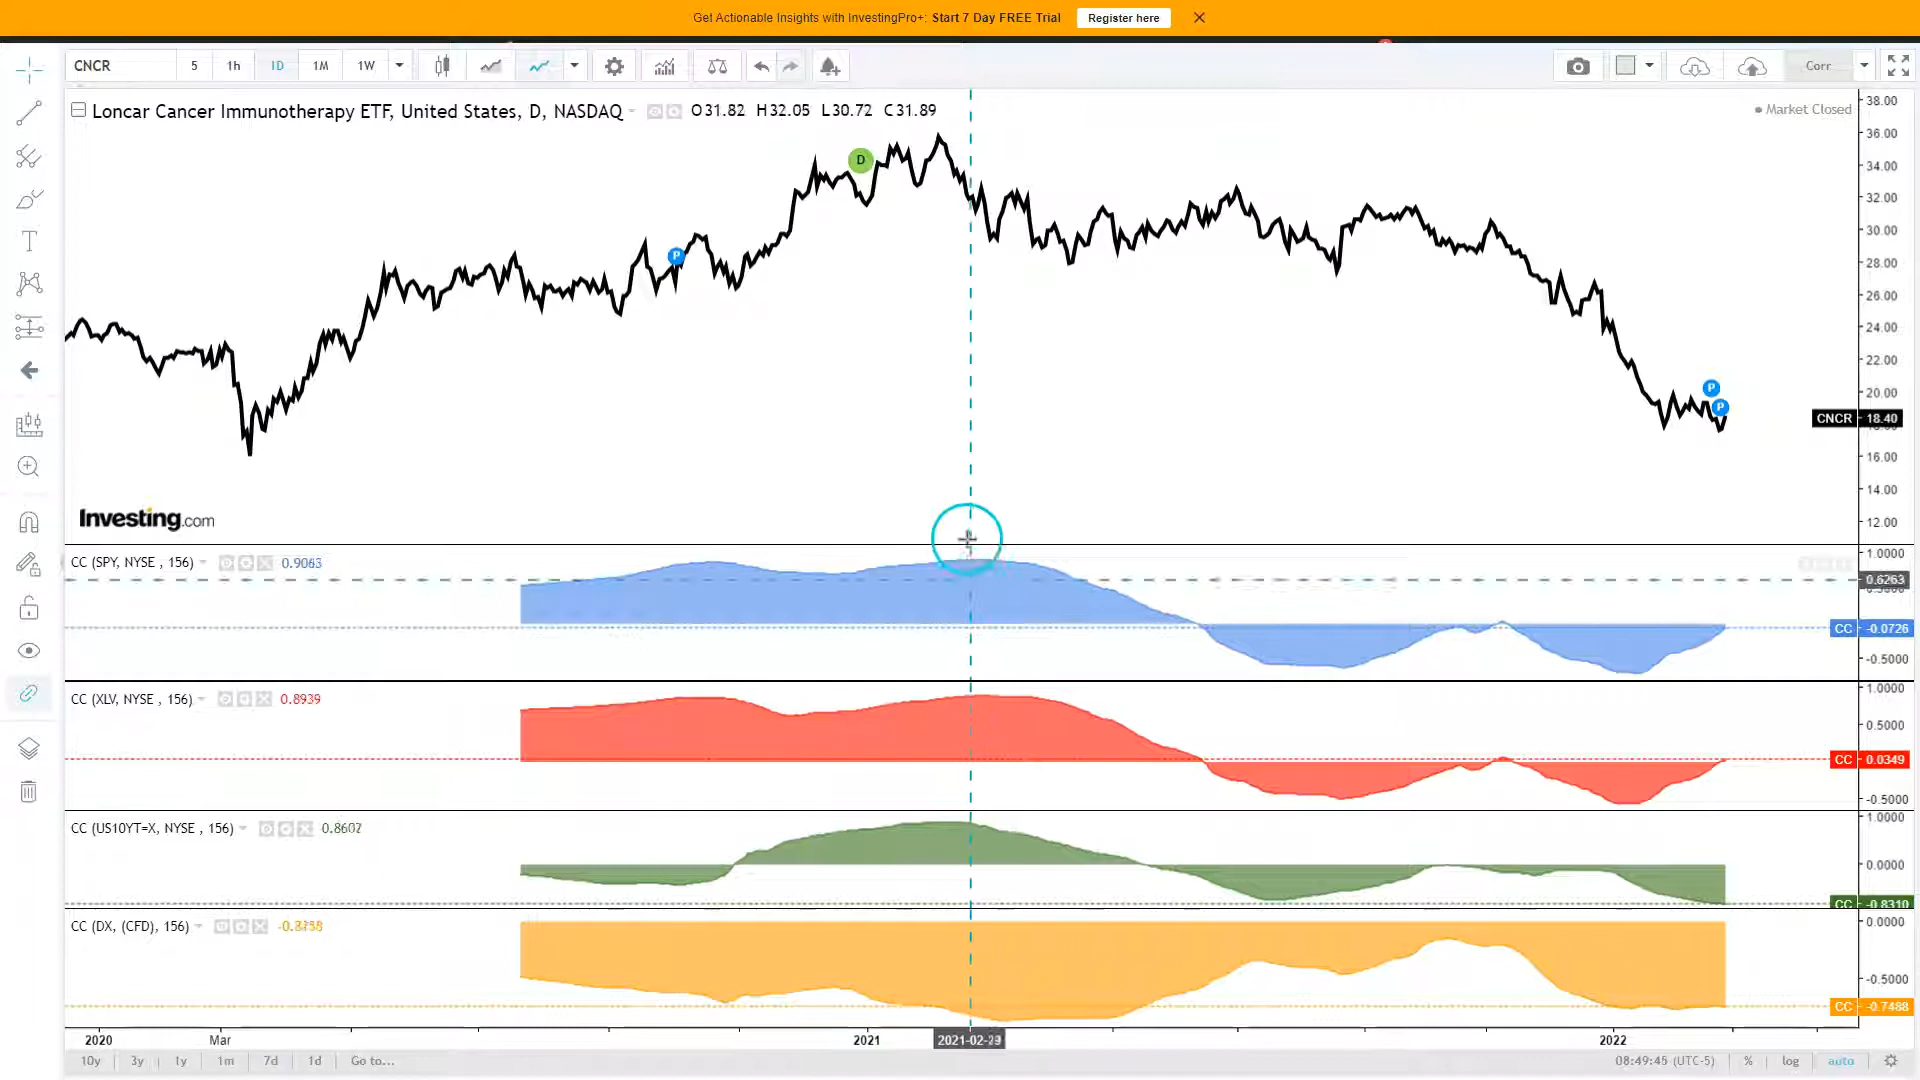 Get Actionable Insights with InvestingPro+: Start 7 Day FREE Trial Register here
CNCR 5 1h 1D 1M 1W Corr
Loncar Cancer Immunotherapy ETF, United States, D, NASDAQ O31.82 H32.05 L30.72 C31.89
Market Closed
38.00
36.00
34.00
32.00
30.00
28.00
26.00
24.00
22.00
20.00
CNCR 18.40
16.00
14.00
12.00
D
P
P
P
T
Investing.com
CC (SPY, NYSE , 156) 0.9063
1.0000
0.6263
CC -0.0726
-0.5000
CC (XLV, NYSE , 156) 0.8939
1.0000
0.5000
CC 0.0349
-0.5000
CC (US10YT=X, NYSE , 156) 0.8602
1.0000
0.0000
CC -0.8310
CC (DX, (CFD), 156)
0.0000
-0.5000
CC -0.7488
2020 Mar 2021 2022
10y 3y 1y 1m 7d 1d Go to... 08:49:45 (UTC-5) % log auto